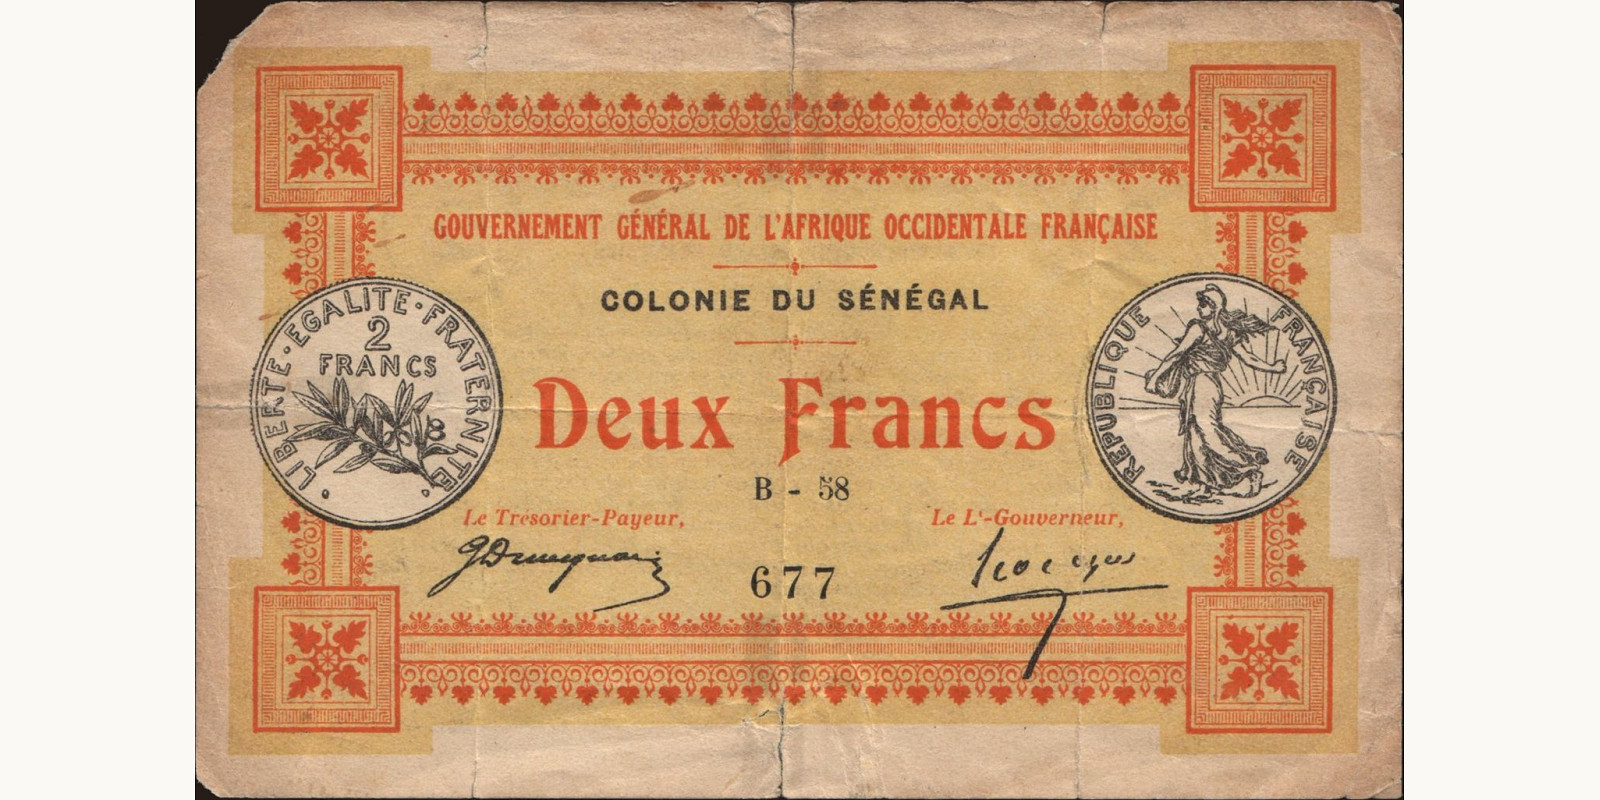 GOUVERNEMENT GÉNÉRAL DE L'AFRIQUE OCCIDENTALE FRANÇAISE
COLONIE DU SÉNÉGAL
LIBERTE·EGALITE·FRATERNITE
2
FRANCS
REPUBLIQUE FRANÇAISE
Deux Francs
B - 58
Le Trésorier-Payeur,
Le Lt-Gouverneur,
677